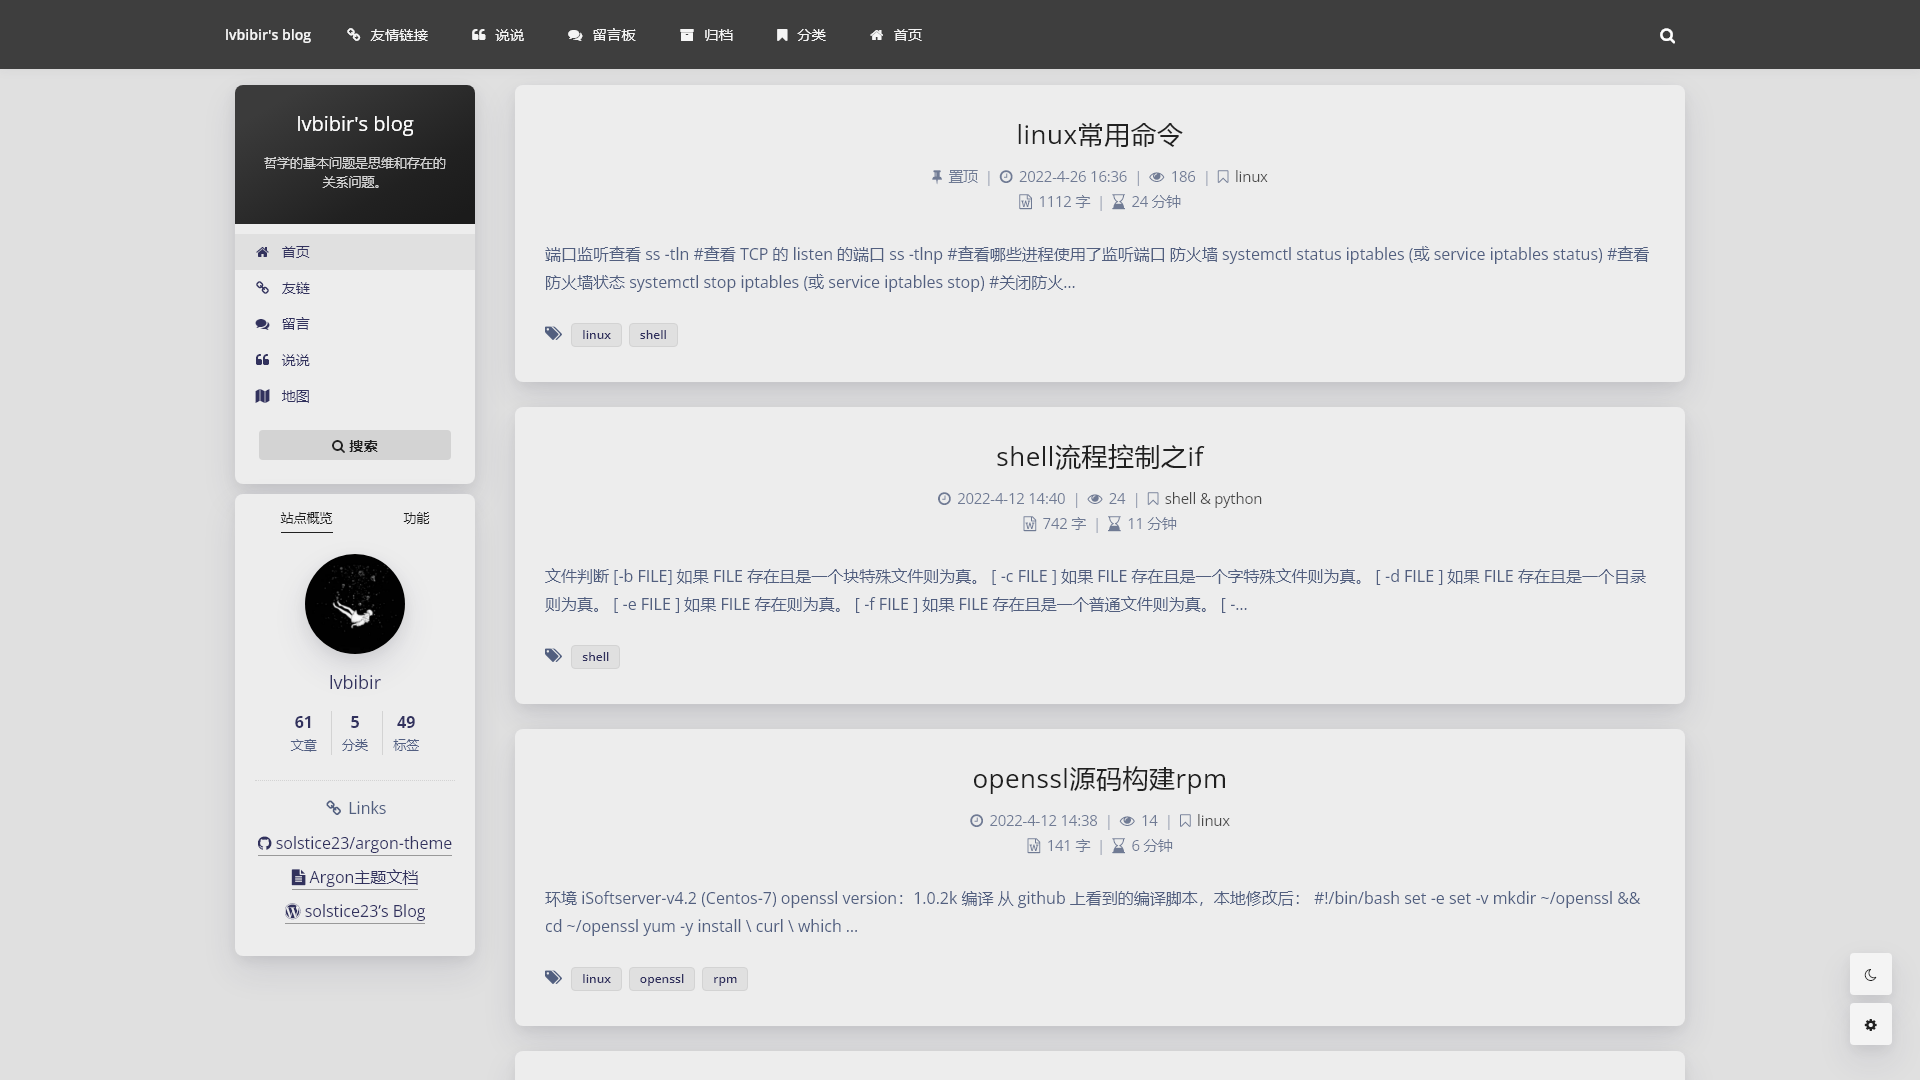 lvbibir's blog 友情链接 说说 留言板 归档 分类 首页
lvbibir's blog
哲学的基本问题是思维和存在的
关系问题。
首页
友链
留言
说说
地图
搜索
站点概览 功能
lvbibir
61 5 49
文章 分类 标签
Links
solstice23/argon-theme
Argon主题文档
solstice23's Blog
linux常用命令
置顶 | 2022-4-26 16:36 | 186 | linux
1112 字 | 24 分钟
端口监听查看 ss -tln #查看 TCP 的 listen 的端口 ss -tlnp #查看哪些进程使用了监听端口 防火墙 systemctl status iptables (或 service iptables status) #查看
防火墙状态 systemctl stop iptables (或 service iptables stop) #关闭防火...
linux shell
shell流程控制之if
2022-4-12 14:40 | 24 | shell & python
742 字 | 11 分钟
文件判断 [-b FILE] 如果 FILE 存在且是一个块特殊文件则为真。 [ -c FILE ] 如果 FILE 存在且是一个字特殊文件则为真。 [ -d FILE ] 如果 FILE 存在且是一个目录
则为真。 [ -e FILE ] 如果 FILE 存在则为真。 [ -f FILE ] 如果 FILE 存在且是一个普通文件则为真。 [ -...
shell
openssl源码构建rpm
2022-4-12 14:38 | 14 | linux
141 字 | 6 分钟
环境 iSoftserver-v4.2 (Centos-7) openssl version：1.0.2k 编译 从 github 上看到的编译脚本，本地修改后： #!/bin/bash set -e set -v mkdir ~/openssl &&
cd ~/openssl yum -y install \ curl \ which ...
linux openssl rpm